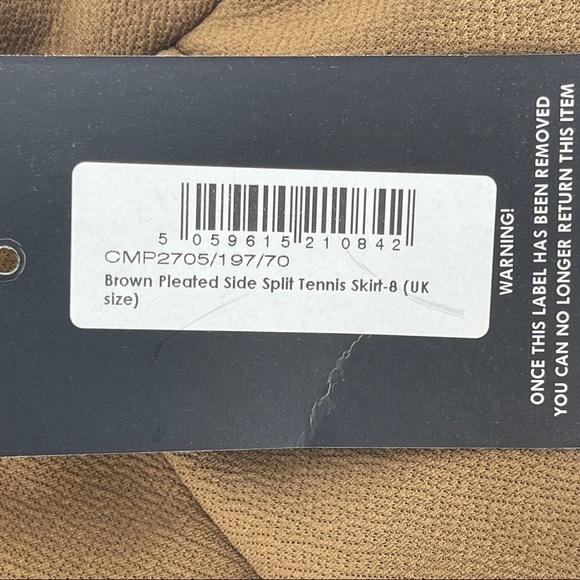 5 059615 210842
CMP2705/197/70
Brown Pleated Side Split Tennis Skirt-8 (UK
size)
WARNING!
ONCE THIS LABEL HAS BEEN REMOVED
YOU CAN NO LONGER RETURN THIS ITEM